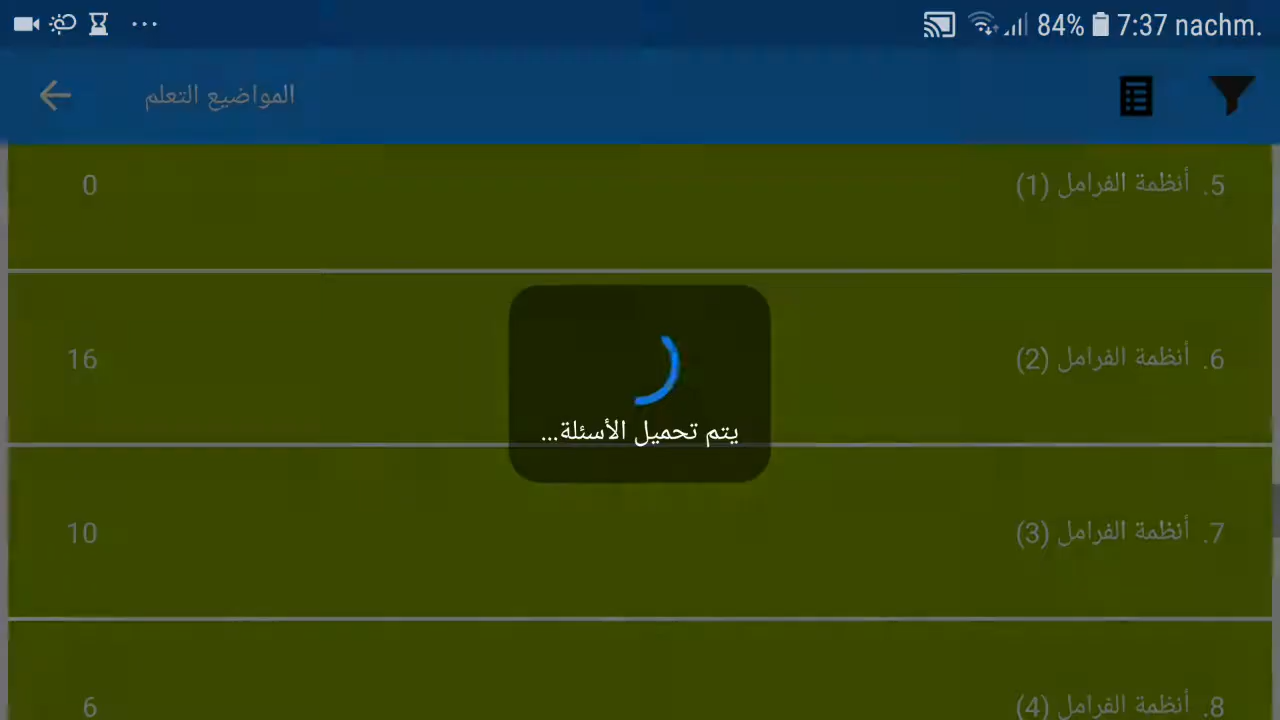 84% 7:37 nachm.
المواضيع التعلم
5. أنظمة الفرامل (1) 0
6. أنظمة الفرامل (2) 16
يتم تحميل الأسئلة...
7. أنظمة الفرامل (3) 10
8. أنظمة الفرامل (4) 6